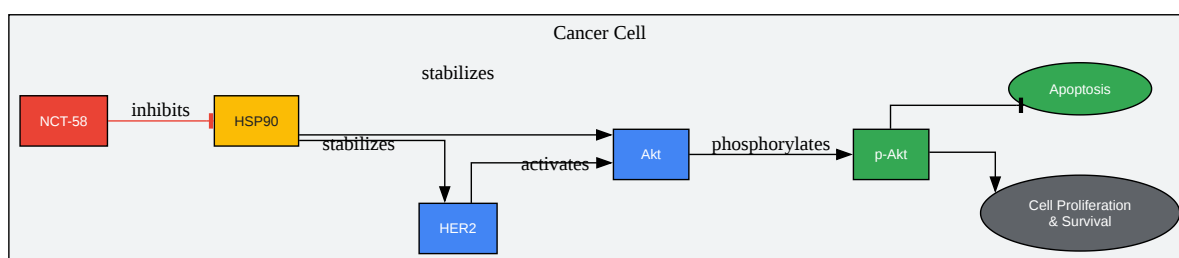 Cancer Cell
stabilizes
NCT-58
inhibits
HSP90
stabilizes
HER2
activates
Akt
phosphorylates
p-Akt
Apoptosis
Cell Proliferation
& Survival